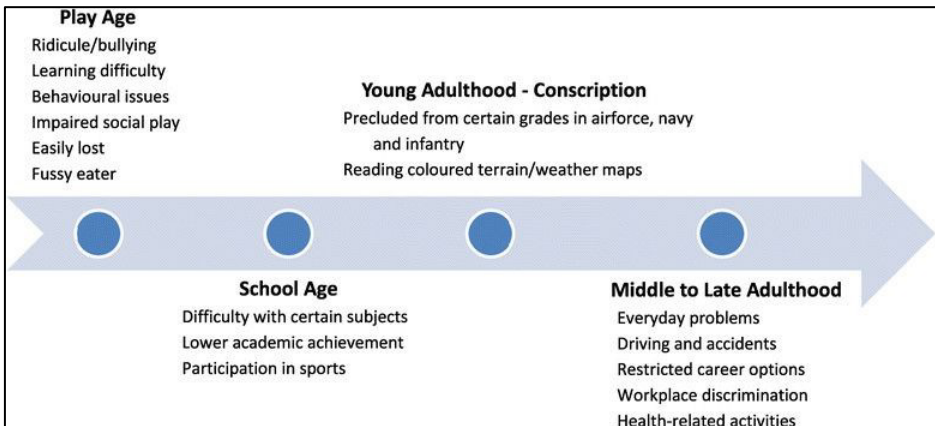 Play Age
Ridicule/bullying
Learning difficulty
Behavioural issues
Impaired social play
Easily lost
Fussy eater
Young Adulthood - Conscription
Precluded from certain grades in airforce, navy
and infantry
Reading coloured terrain/weather maps
School Age
Difficulty with certain subjects
Lower academic achievement
Participation in sports
Middle to Late Adulthood
Everyday problems
Driving and accidents
Restricted career options
Workplace discrimination
Health-related activities